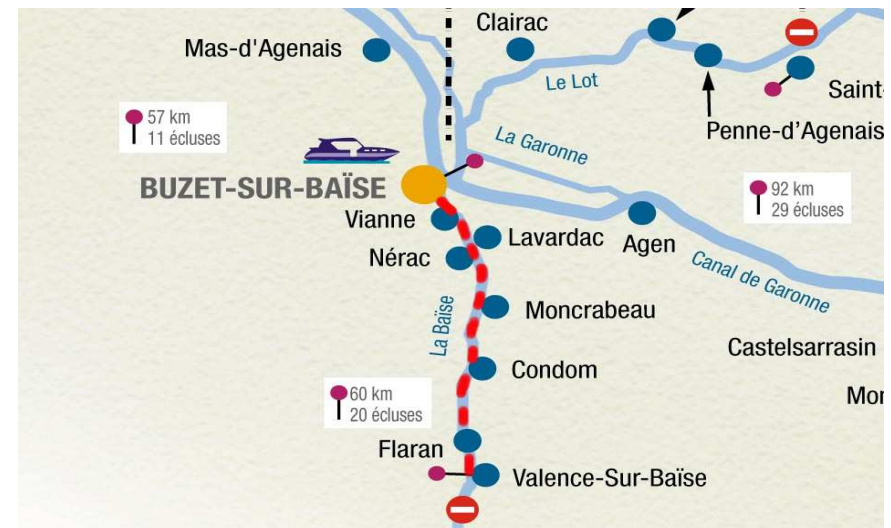 Clairac
Mas-d'Agenais
Le Lot
Saint-
57 km
11 écluses
Penne-d'Agenais
La Garonne
BUZET-SUR-BAÏSE
92 km
29 écluses
Vianne
Lavardac
Agen
Nérac
Canal de Garonne
La Baïse
Moncrabeau
Castelsarrasin
Condom
60 km
20 écluses
Mo
Flaran
Valence-Sur-Baïse